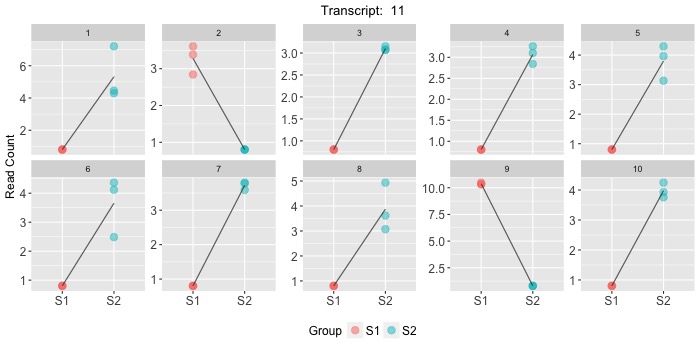 Transcript: 11
1 2 3 4 5
6 4 2
3 2 1
3.0 2.5 2.0 1.5 1.0
3.0 2.5 2.0 1.5 1.0
4 3 2 1
Read Count
6 7 8 9 10
4 3 2 1
3 2 1
5 4 3 2 1
10.0 7.5 5.0 2.5
4 3 2 1
S1 S2 S1 S2 S1 S2 S1 S2 S1 S2
Group S1 S2